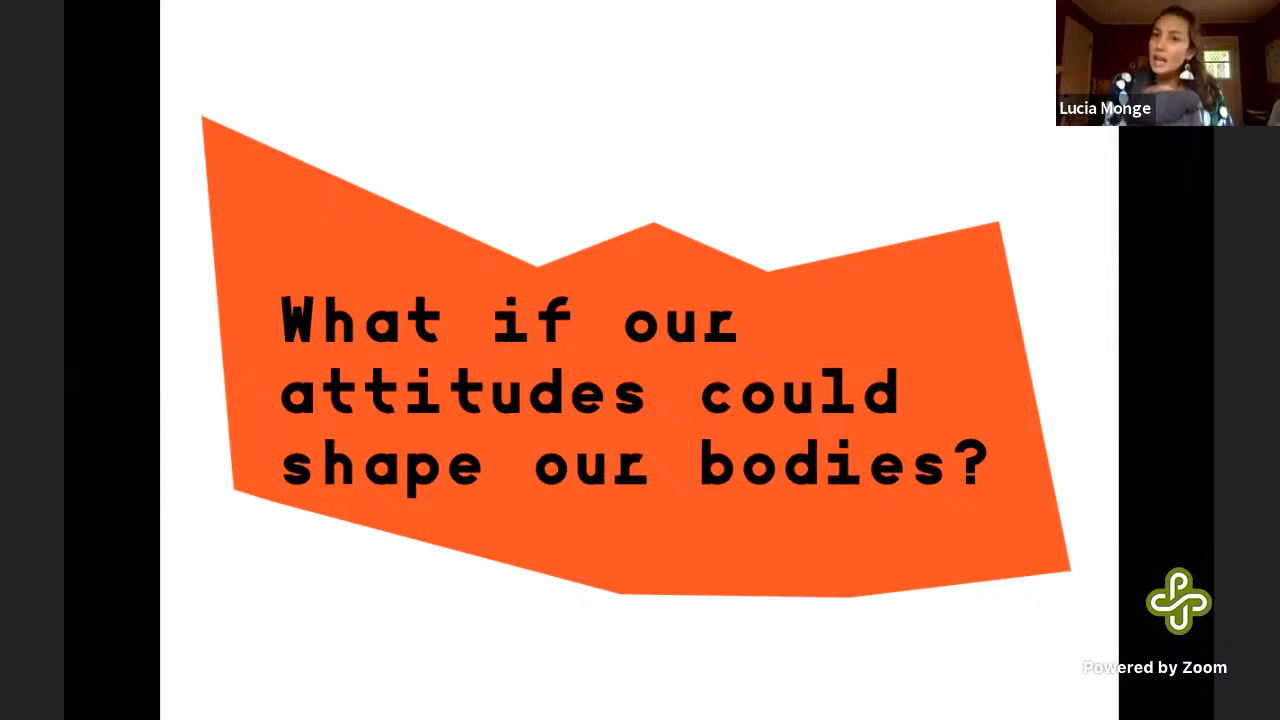 Lucia Monge
What if our
attitudes could
shape our bodies?
Powered by Zoom